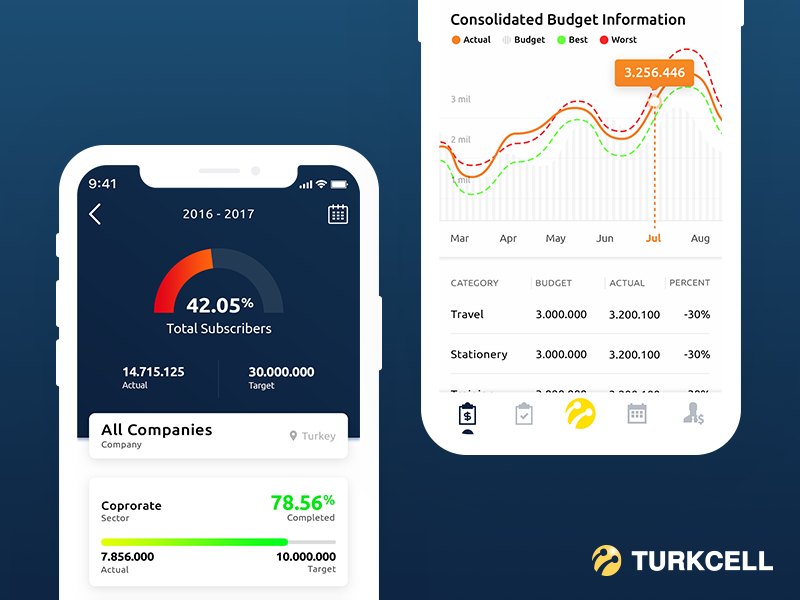 9:41
2016 - 2017
42.05%
Total Subscribers
14.715.125
Actual
30.000.000
Target
All Companies
Company
Turkey
Coprorate
Sector
78.56%
Completed
7.856.000
Actual
10.000.000
Target
Consolidated Budget Information
Actual Budget Best Worst
3.256.446
3 mil
2 mil
1 mil
Mar Apr May Jun Jul Aug
CATEGORY BUDGET ACTUAL PERCENT
Travel 3.000.000 3.200.100 -30%
Stationery 3.000.000 3.200.100 -30%
TURKCELL